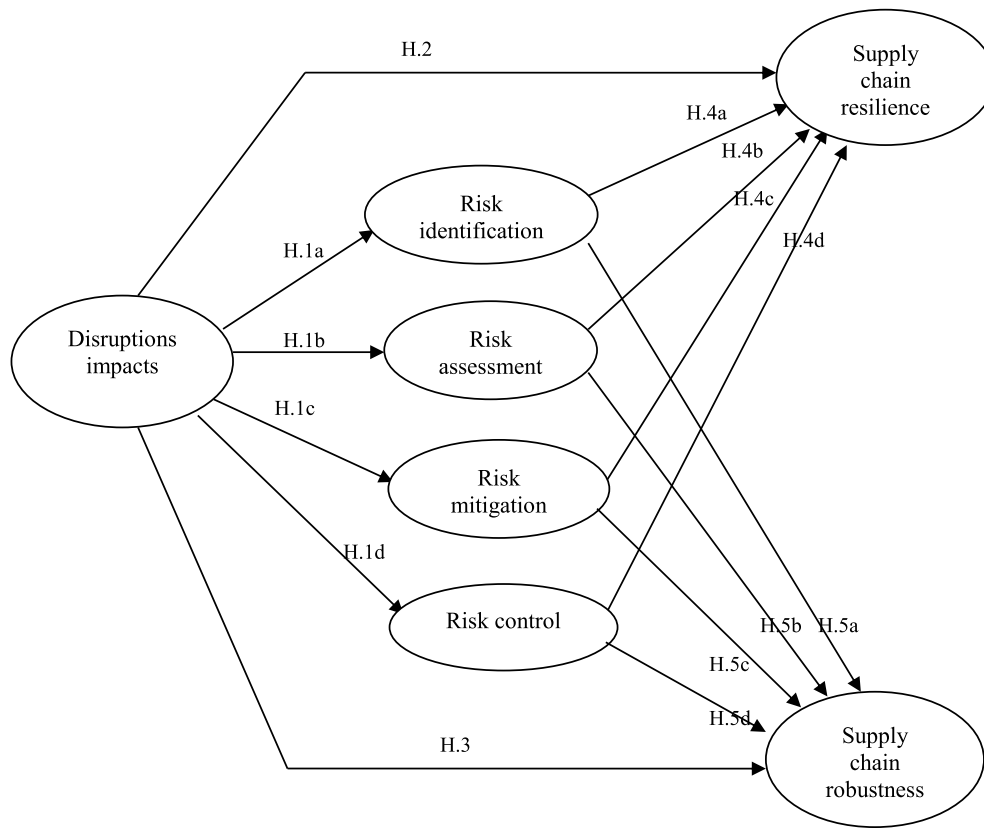 H.2
Supply
chain
resilience
H.4a
H.4b
Risk
identification
H.4c
H.4d
H.1a
Disruptions
impacts
H.1b
Risk
assessment
H.1c
Risk
mitigation
H.1d
Risk control
H.5b
H.5a
H.5c
H.5d
H.3
Supply
chain
robustness